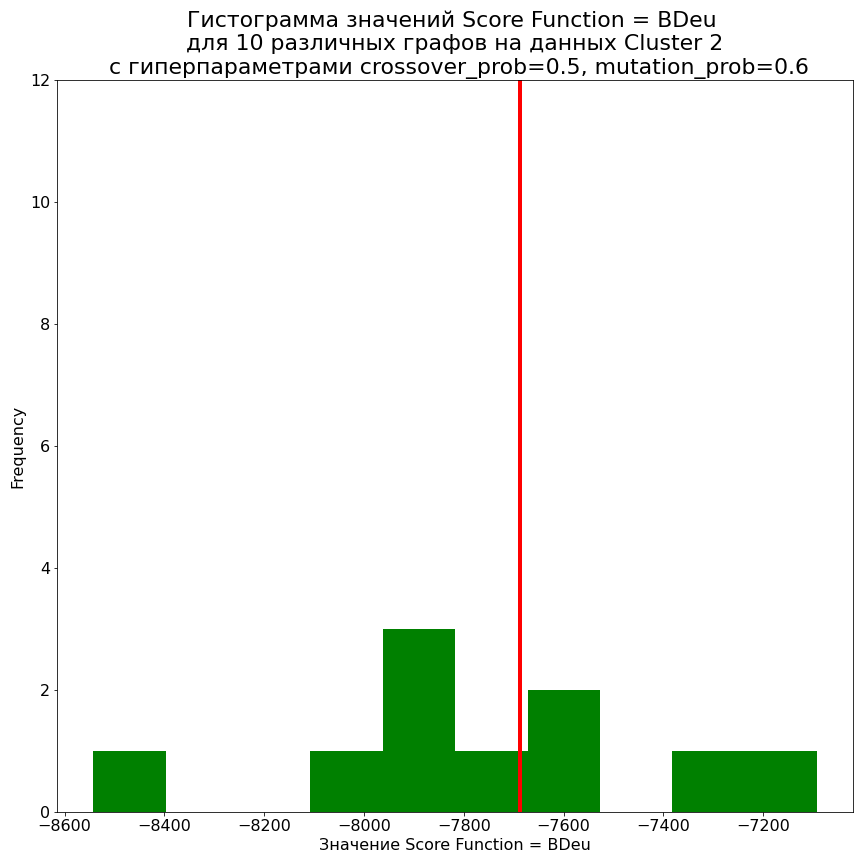 Гистограмма значений Score Function = BDeu
для 10 различных графов на данных Cluster 2
с гиперпараметрами crossover_prob=0.5, mutation_prob=0.6
12
10
8
6
4
2
0
Frequency
−8600 −8400 −8200 −8000 −7800 −7600 −7400 −7200
Значение Score Function = BDeu